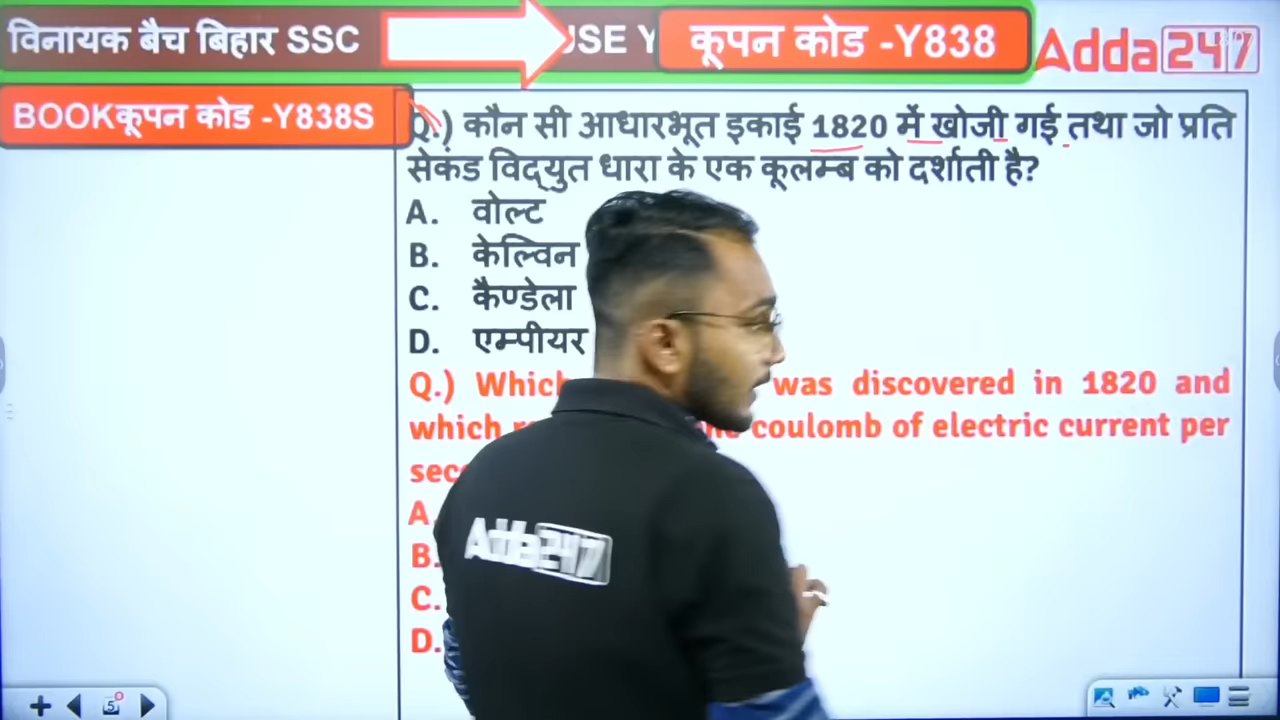 विनायक बैच बिहार SSC
USE Y
कूपन कोड -Y838
Adda247
BOOKकूपन कोड -Y838S
Q.) कौन सी आधारभूत इकाई 1820 में खोजी गई तथा जो प्रति
सेकंड विद्युत धारा के एक कूलम्ब को दर्शाती है?
A. वोल्ट
B. केल्विन
C. कैण्डेला
D. एम्पीयर
Q.) Which was discovered in 1820 and
which coulomb of electric current per
A.
B.
C.
D.
Adda247